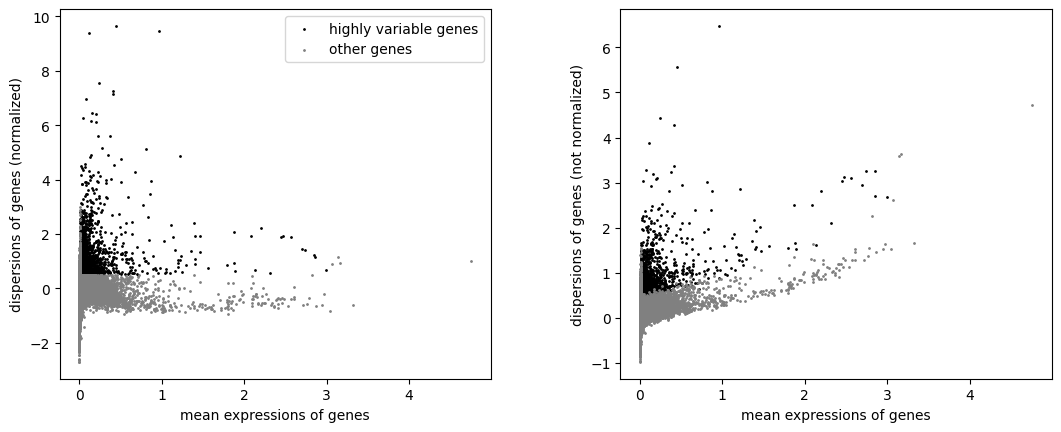 highly variable genes
other genes
dispersions of genes (normalized)
10
8
6
4
2
0
−2
0 1 2 3 4
mean expressions of genes
dispersions of genes (not normalized)
6
5
4
3
2
1
0
−1
0 1 2 3 4
mean expressions of genes